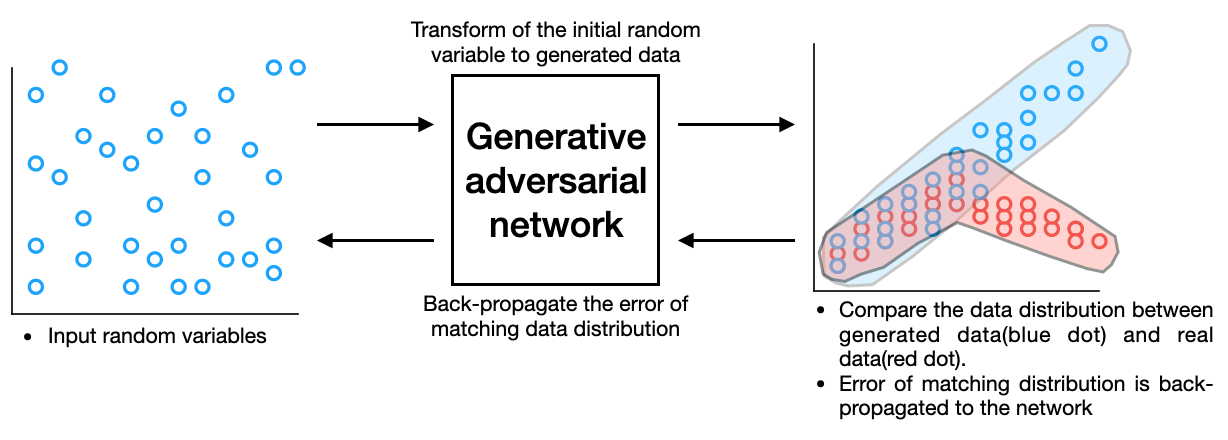 Transform of the initial random
variable to generated data
Generative
adversarial
network
Back-propagate the error of
matching data distribution
• Input random variables
• Compare the data distribution between
generated data(blue dot) and real
data(red dot).
• Error of matching distribution is back-
propagated to the network